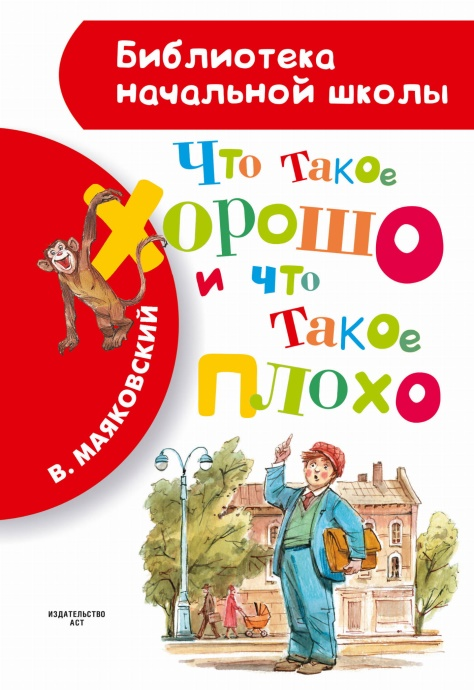 Библиотека
начальной школы
Что такое
хорошо
и что
такое
плохо
В. МАЯКОВСКИЙ
ИЗДАТЕЛЬСТВО
АСТ